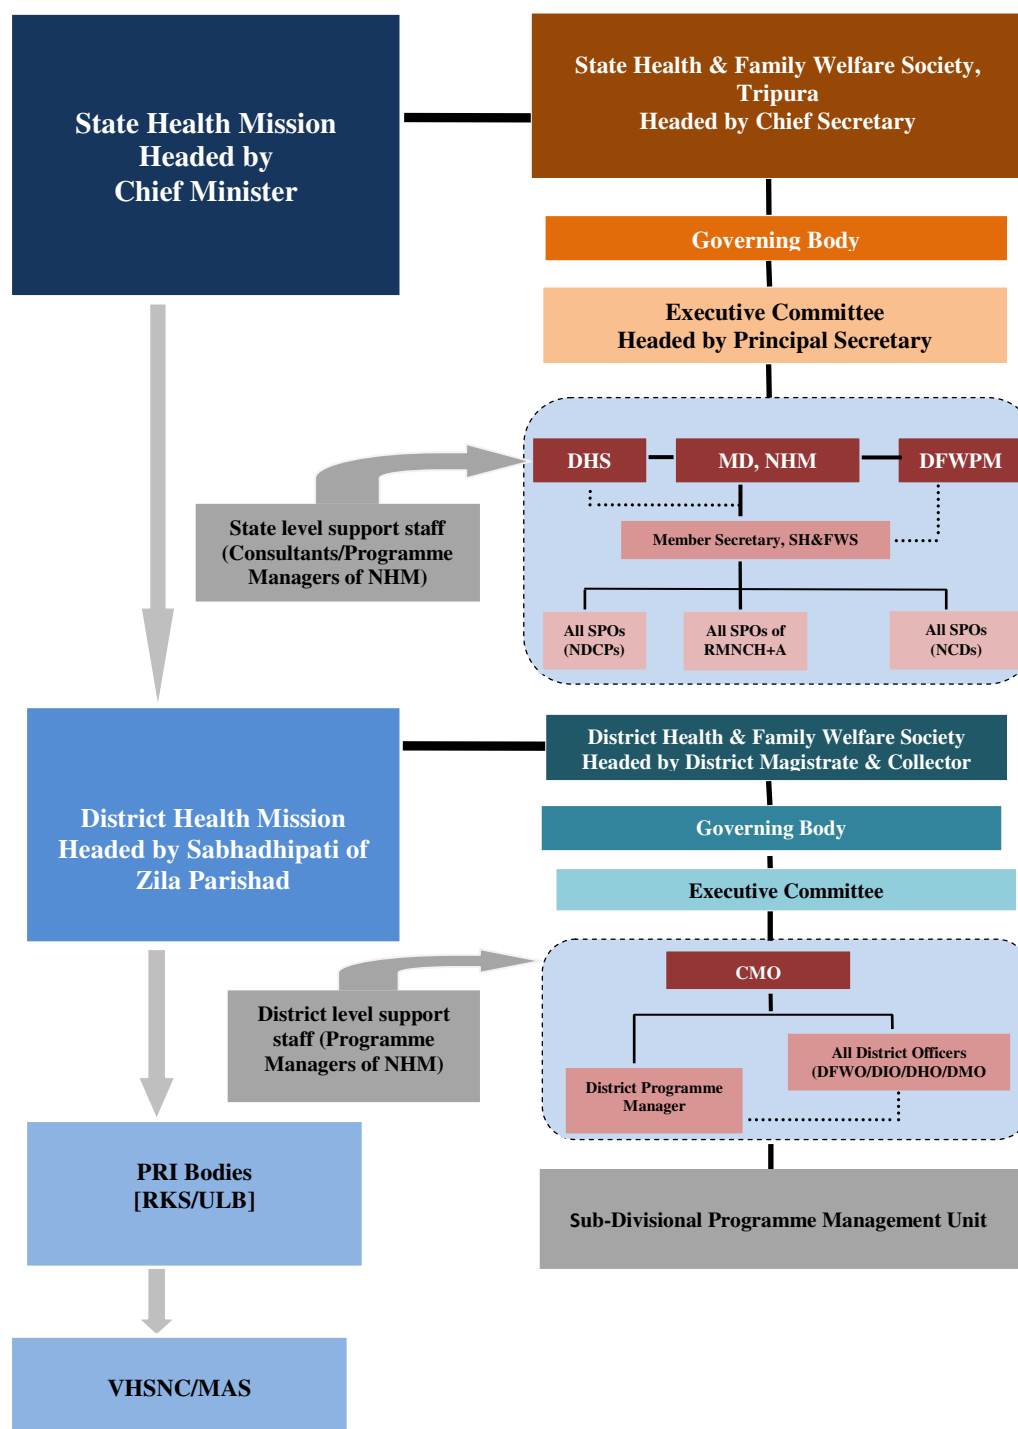 State Health Mission
Headed by
Chief Minister
State Health & Family Welfare Society,
Tripura
Headed by Chief Secretary
Governing Body
Executive Committee
Headed by Principal Secretary
DHS
MD, NHM
DFWPM
State level support staff
(Consultants/Programme
Managers of NHM)
Member Secretary, SH&FWS
All SPOs
(NDCPs)
All SPOs of
RMNCH+A
All SPOs
(NCDs)
District Health Mission
Headed by Sabhadhipati of
Zila Parishad
District Health & Family Welfare Society
Headed by District Magistrate & Collector
Governing Body
Executive Committee
CMO
District level support
staff (Programme
Managers of NHM)
All District Officers
(DFWO/DIO/DHO/DMO
District Programme
Manager
PRI Bodies
[RKS/ULB]
Sub-Divisional Programme Management Unit
VHSNC/MAS